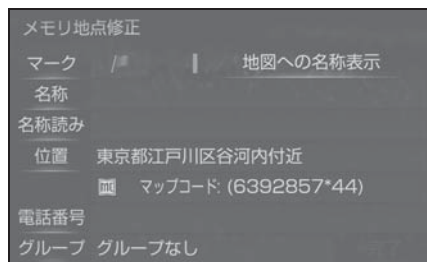 メモリ地点修正
マーク 地図への名称表示
名称
名称読み
位置 東京都江戸川区谷河内付近
マップコード: (6392857*44)
電話番号
グループ グループなし